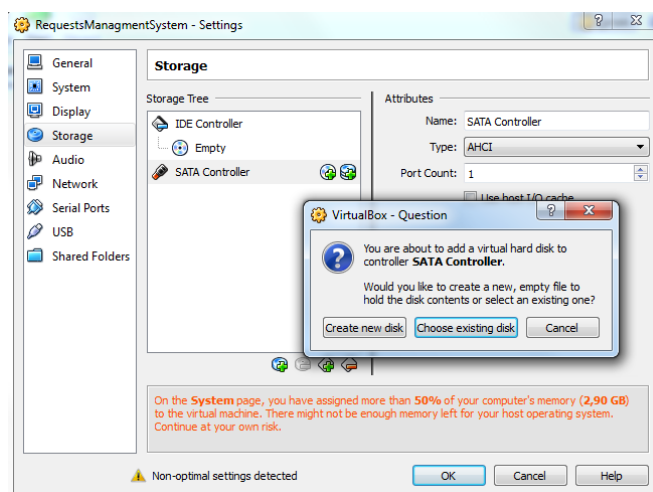 RequestsManagmentSystem - Settings
General
System
Display
Storage
Audio
Network
Serial Ports
USB
Shared Folders
Storage
Storage Tree
IDE Controller
Empty
SATA Controller
Attributes
Name: SATA Controller
Type: AHCI
Port Count: 1
Use host I/O cache
VirtualBox - Question
You are about to add a virtual hard disk to
controller SATA Controller.
Would you like to create a new, empty file to
hold the disk contents or select an existing one?
Create new disk Choose existing disk Cancel
On the System page, you have assigned more than 50% of your computer's memory (2,90 GB)
to the virtual machine. There might not be enough memory left for your host operating system.
Continue at your own risk.
Non-optimal settings detected
OK Cancel Help